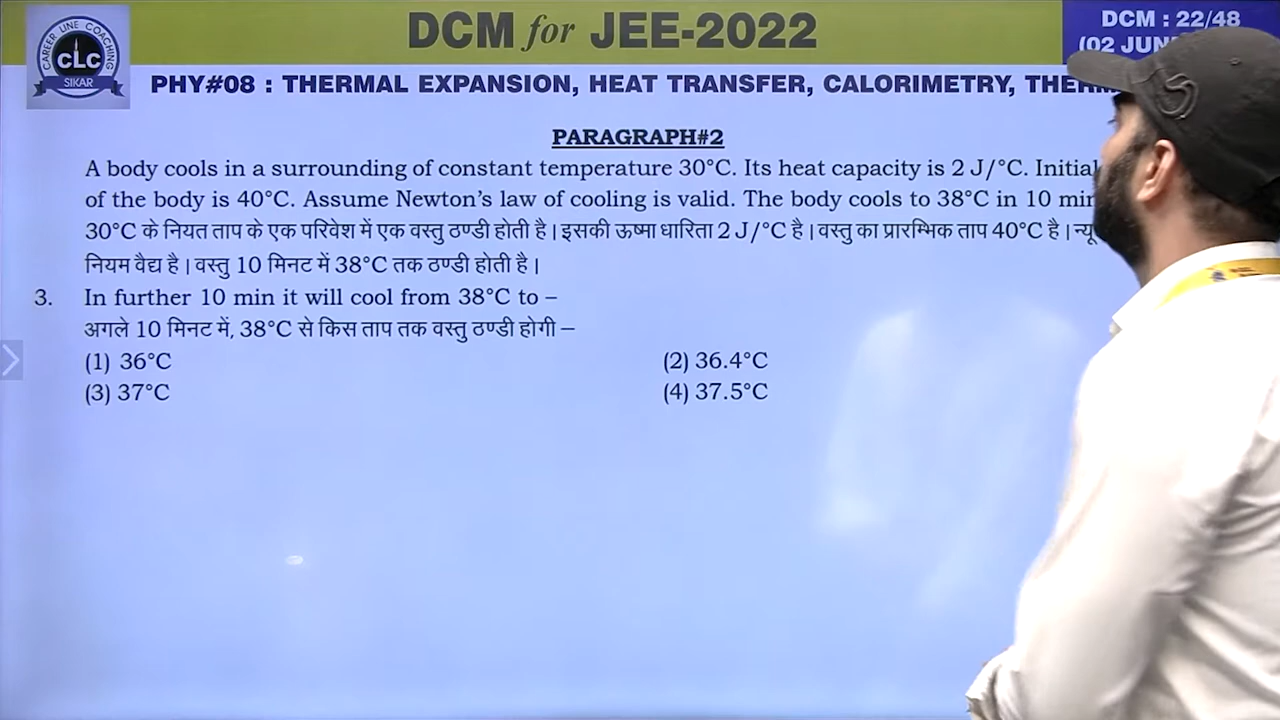 CAREER LINE COACHING
CLC
SIKAR
DCM for JEE-2022
DCM : 22/48
(02 JUN
PHY#08 : THERMAL EXPANSION, HEAT TRANSFER, CALORIMETRY, THERM
PARAGRAPH#2
A body cools in a surrounding of constant temperature 30°C. Its heat capacity is 2 J/°C. Initial
of the body is 40°C. Assume Newton's law of cooling is valid. The body cools to 38°C in 10 min
30°C के नियत ताप के एक परिवेश में एक वस्तु ठण्डी होती है। इसकी ऊष्मा धारिता 2 J/°C है। वस्तु का प्रारम्भिक ताप 40°C है। न्यू
नियम वैद्य है। वस्तु 10 मिनट में 38°C तक ठण्डी होती है।
3. In further 10 min it will cool from 38°C to –
अगले 10 मिनट में, 38°C से किस ताप तक वस्तु ठण्डी होगी –
(1) 36°C (2) 36.4°C
(3) 37°C (4) 37.5°C